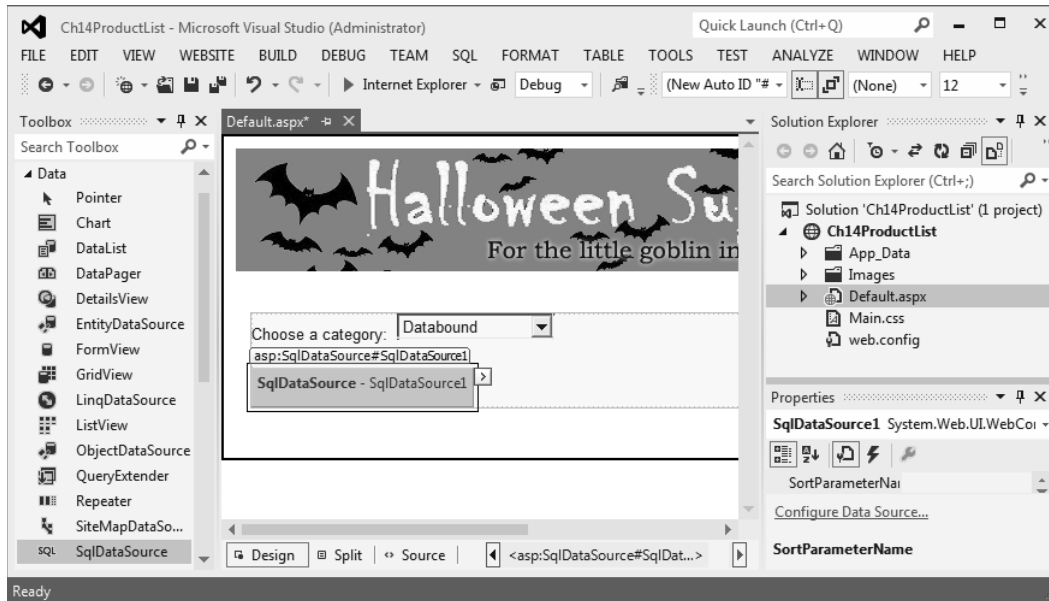 Ch14ProductList - Microsoft Visual Studio (Administrator)
Quick Launch (Ctrl+Q)
FILE EDIT VIEW WEBSITE BUILD DEBUG TEAM SQL FORMAT TABLE TOOLS TEST ANALYZE WINDOW HELP
Internet Explorer Debug (New Auto ID "# (None) 12
Toolbox
Search Toolbox
Data
Pointer
Chart
DataList
DataPager
DetailsView
EntityDataSource
FormView
GridView
LinqDataSource
ListView
ObjectDataSource
QueryExtender
Repeater
SiteMapDataSo...
SQL SqlDataSource
Default.aspx*
Halloween Su
For the little goblin in
Choose a category: Databound
asp:SqlDataSource#SqlDataSource1
SqlDataSource - SqlDataSource1
Design Split Source <asp:SqlDataSource#SqlDat...>
Solution Explorer
Search Solution Explorer (Ctrl+;)
Solution 'Ch14ProductList' (1 project)
Ch14ProductList
App_Data
Images
Default.aspx
Main.css
web.config
Properties
SqlDataSource1 System.Web.UI.WebCo
SortParameterNa
Configure Data Source...
SortParameterName
Ready